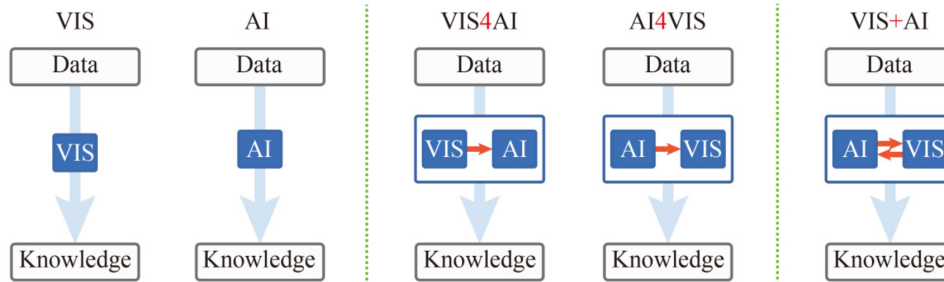 VIS
AI
VIS4AI
AI4VIS
VIS+AI
Data
Data
Data
Data
Data
VIS
AI
VIS AI
AI VIS
AI VIS
Knowledge
Knowledge
Knowledge
Knowledge
Knowledge